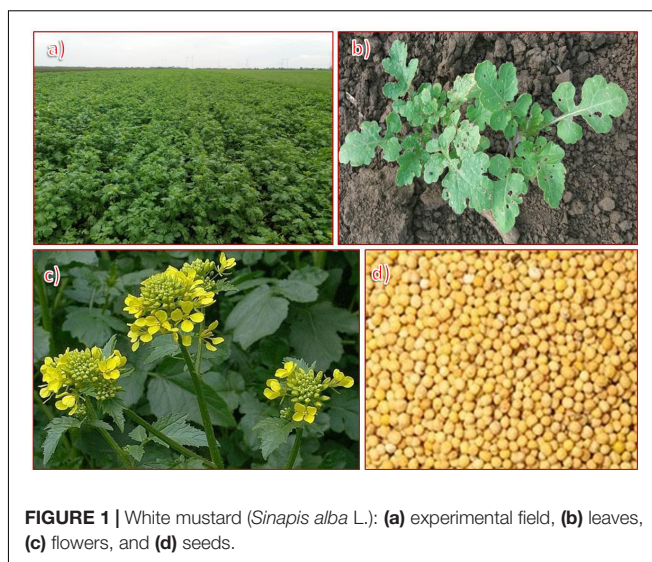 a)
b)
c)
d)
FIGURE 1 | White mustard (Sinapis alba L.): (a) experimental field, (b) leaves,
(c) flowers, and (d) seeds.